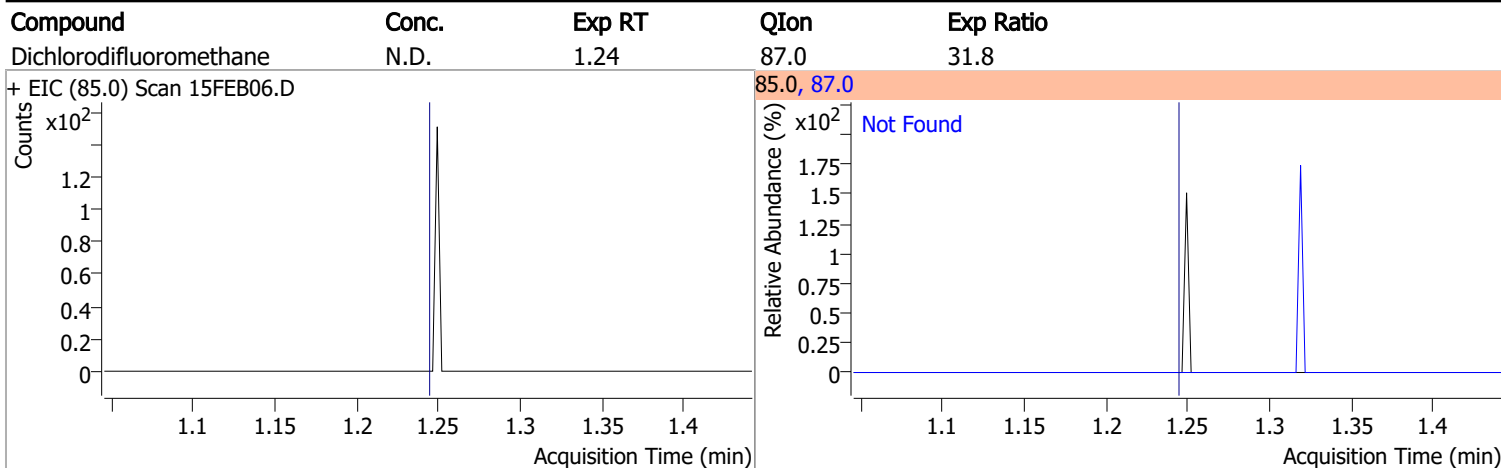 Compound Conc. Exp RT QIon Exp Ratio
Dichlorodifluoromethane N.D. 1.24 87.0 31.8
+ EIC (85.0) Scan 15FEB06.D
Counts
x10²
1.2
1
0.8
0.6
0.4
0.2
0
1.1 1.15 1.2 1.25 1.3 1.35 1.4
Acquisition Time (min)
85.0, 87.0
Relative Abundance (%)
x10²
Not Found
1.75
1.5
1.25
1
0.75
0.5
0.25
0
1.1 1.15 1.2 1.25 1.3 1.35 1.4
Acquisition Time (min)